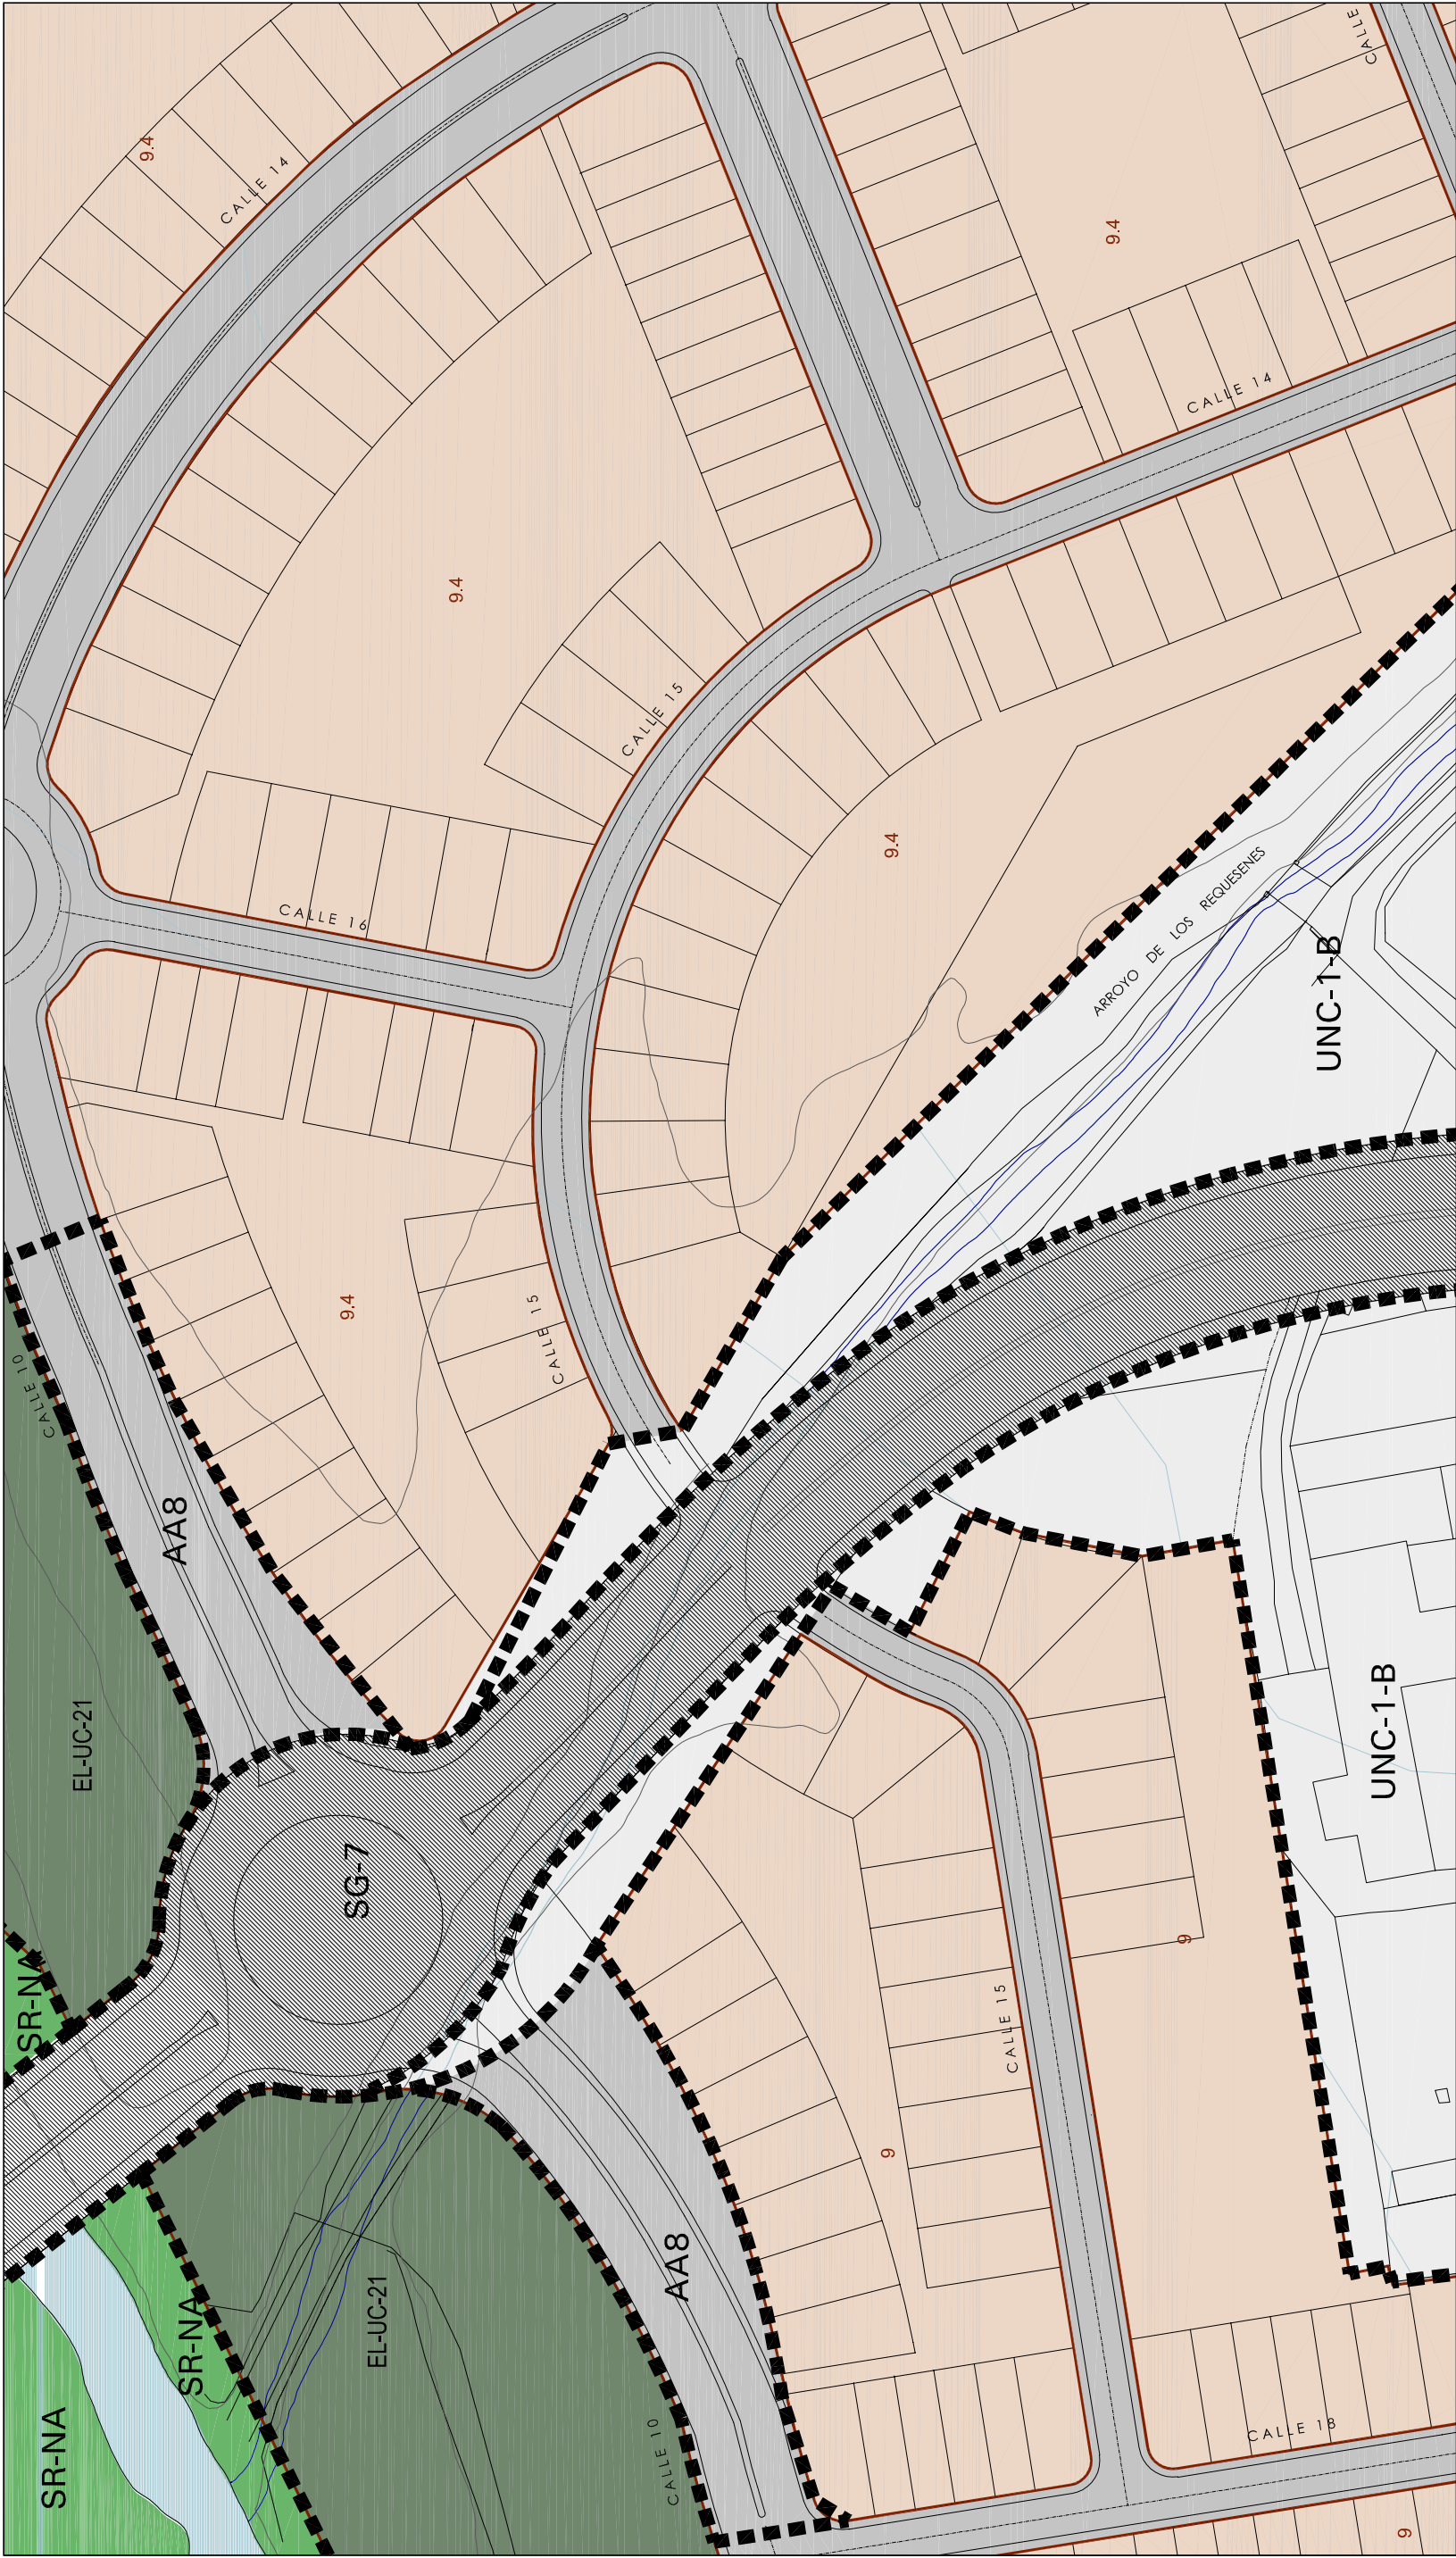 CALLE
9.4
CALLE 14
9.4
CALLE 14
9.4
CALLE 15
9.4
CALLE 16
ARROYO DE LOS REQUESENES
UNC-1-B
9.4
CALLE 15
CALLE 10
AA8
EL-UC-21
UNC-1-B
SG-7
9
SR-NA
CALLE 15
9
AA8
SR-NA
EL-UC-21
SR-NA
CALLE 10
CALLE 18
9